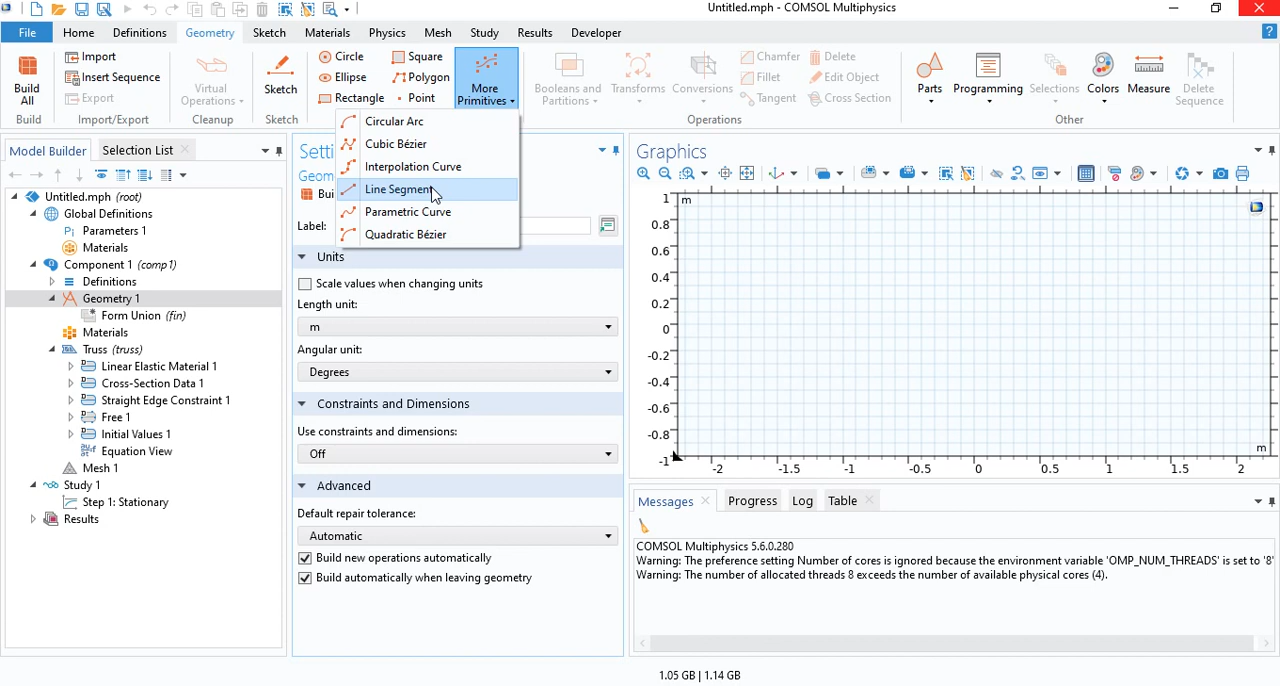 Untitled.mph - COMSOL Multiphysics
File Home Definitions Geometry Sketch Materials Physics Mesh Study Results Developer
Build All
Build
Import
Insert Sequence
Export
Import/Export
Virtual Operations
Cleanup
Sketch
Sketch
Circle Square
Ellipse Polygon
Rectangle Point
More Primitives
Booleans and Partitions
Transforms
Conversions
Chamfer Delete
Fillet Edit Object
Tangent Cross Section
Operations
Parts
Programming
Selections
Colors
Measure
Delete Sequence
Other
Circular Arc
Cubic Bézier
Interpolation Curve
Line Segment
Parametric Curve
Quadratic Bézier
Model Builder Selection List
Untitled.mph (root)
Global Definitions
Pi Parameters 1
Materials
Component 1 (comp1)
Definitions
Geometry 1
Form Union (fin)
Materials
Truss (truss)
Linear Elastic Material 1
Cross-Section Data 1
Straight Edge Constraint 1
Free 1
Initial Values 1
Equation View
Mesh 1
Study 1
Step 1: Stationary
Results
Setti
Geom
Bui
Label:
Units
Scale values when changing units
Length unit:
m
Angular unit:
Degrees
Constraints and Dimensions
Use constraints and dimensions:
Off
Advanced
Default repair tolerance:
Automatic
Build new operations automatically
Build automatically when leaving geometry
Graphics
1
m
0.8
0.6
0.4
0.2
0
-0.2
-0.4
-0.6
-0.8
m
-1
-2 -1.5 -1 -0.5 0 0.5 1 1.5 2
Messages Progress Log Table
COMSOL Multiphysics 5.6.0.280
Warning: The preference setting Number of cores is ignored because the environment variable 'OMP_NUM_THREADS' is set to '8'
Warning: The number of allocated threads 8 exceeds the number of available physical cores (4).
1.05 GB | 1.14 GB